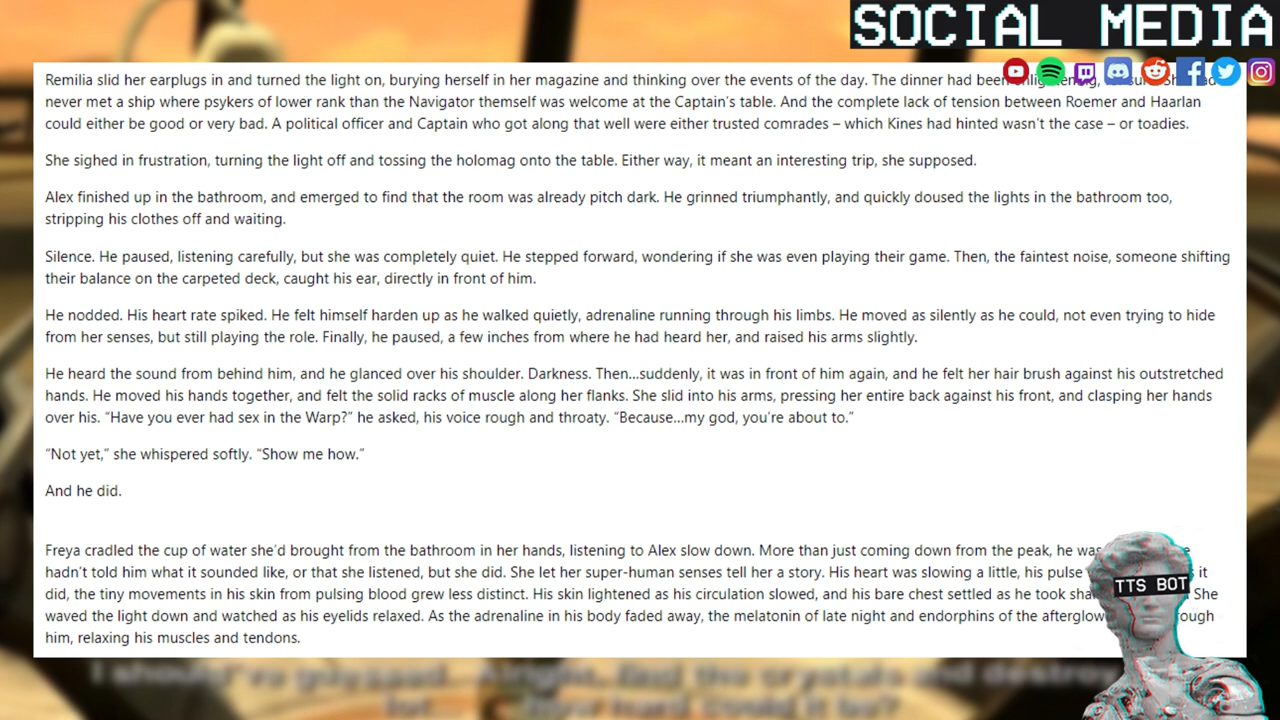 SOCIAL MEDIA
Remilia slid her earplugs in and turned the light on, burying herself in her magazine and thinking over the events of the day. The dinner had been
never met a ship where psykers of lower rank than the Navigator themself was welcome at the Captain’s table. And the complete lack of tension between Roemer and Haarlan
could either be good or very bad. A political officer and Captain who got along that well were either trusted comrades – which Kines had hinted wasn’t the case – or toadies.
She sighed in frustration, turning the light off and tossing the holomag onto the table. Either way, it meant an interesting trip, she supposed.
Alex finished up in the bathroom, and emerged to find that the room was already pitch dark. He grinned triumphantly, and quickly doused the lights in the bathroom too,
stripping his clothes off and waiting.
Silence. He paused, listening carefully, but she was completely quiet. He stepped forward, wondering if she was even playing their game. Then, the faintest noise, someone shifting
their balance on the carpeted deck, caught his ear, directly in front of him.
He nodded. His heart rate spiked. He felt himself harden up as he walked quietly, adrenaline running through his limbs. He moved as silently as he could, not even trying to hide
from her senses, but still playing the role. Finally, he paused, a few inches from where he had heard her, and raised his arms slightly.
He heard the sound from behind him, and he glanced over his shoulder. Darkness. Then…suddenly, it was in front of him again, and he felt her hair brush against his outstretched
hands. He moved his hands together, and felt the solid racks of muscle along her flanks. She slid into his arms, pressing her entire back against his front, and clasping her hands
over his. “Have you ever had sex in the Warp?” he asked, his voice rough and throaty. “Because…my god, you’re about to.”
“Not yet,” she whispered softly. “Show me how.”
And he did.
Freya cradled the cup of water she’d brought from the bathroom in her hands, listening to Alex slow down. More than just coming down from the peak, he was
hadn’t told him what it sounded like, or that she listened, but she did. She let her super-human senses tell her a story. His heart was slowing a little, his pulse it
did, the tiny movements in his skin from pulsing blood grew less distinct. His skin lightened as his circulation slowed, and his bare chest settled as he took She
waved the light down and watched as his eyelids relaxed. As the adrenaline in his body faded away, the melatonin of late night and endorphins of the afterglow
him, relaxing his muscles and tendons.
TTS BOT